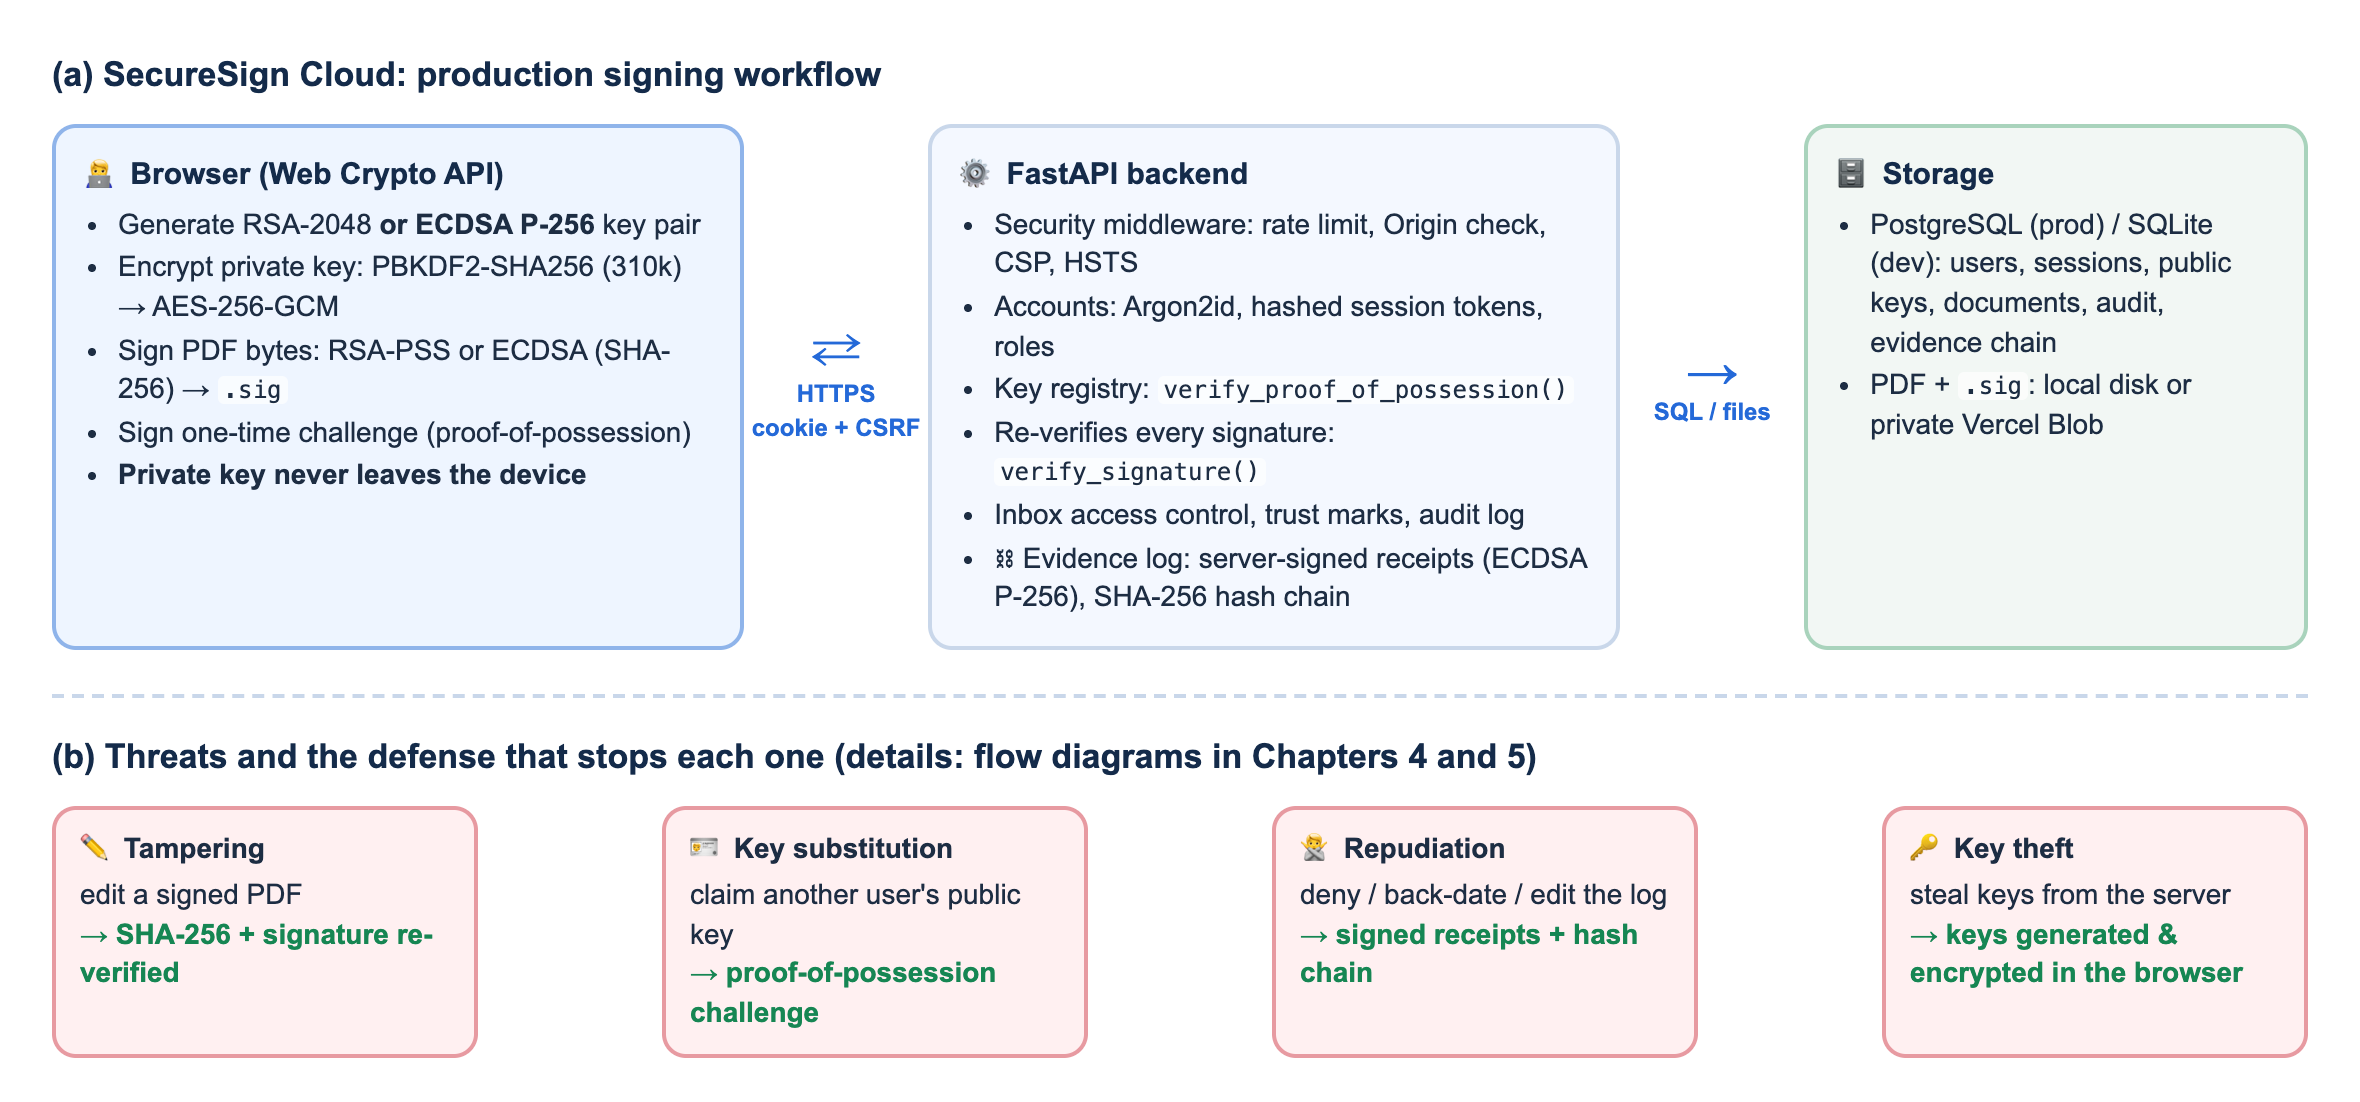 (a) SecureSign Cloud: production signing workflow
Browser (Web Crypto API)
• Generate RSA-2048 or ECDSA P-256 key pair
• Encrypt private key: PBKDF2-SHA256 (310k)
→ AES-256-GCM
• Sign PDF bytes: RSA-PSS or ECDSA (SHA-
256) → .sig
• Sign one-time challenge (proof-of-possession)
• Private key never leaves the device
HTTPS
cookie + CSRF
FastAPI backend
• Security middleware: rate limit, Origin check,
CSP, HSTS
• Accounts: Argon2id, hashed session tokens,
roles
• Key registry: verify_proof_of_possession()
• Re-verifies every signature:
verify_signature()
• Inbox access control, trust marks, audit log
• ⛓ Evidence log: server-signed receipts (ECDSA
P-256), SHA-256 hash chain
SQL / files
Storage
• PostgreSQL (prod) / SQLite
(dev): users, sessions, public
keys, documents, audit,
evidence chain
• PDF + .sig: local disk or
private Vercel Blob
(b) Threats and the defense that stops each one (details: flow diagrams in Chapters 4 and 5)
Tampering
edit a signed PDF
→ SHA-256 + signature re-
verified
Key substitution
claim another user's public
key
→ proof-of-possession
challenge
Repudiation
deny / back-date / edit the log
→ signed receipts + hash
chain
Key theft
steal keys from the server
→ keys generated &
encrypted in the browser